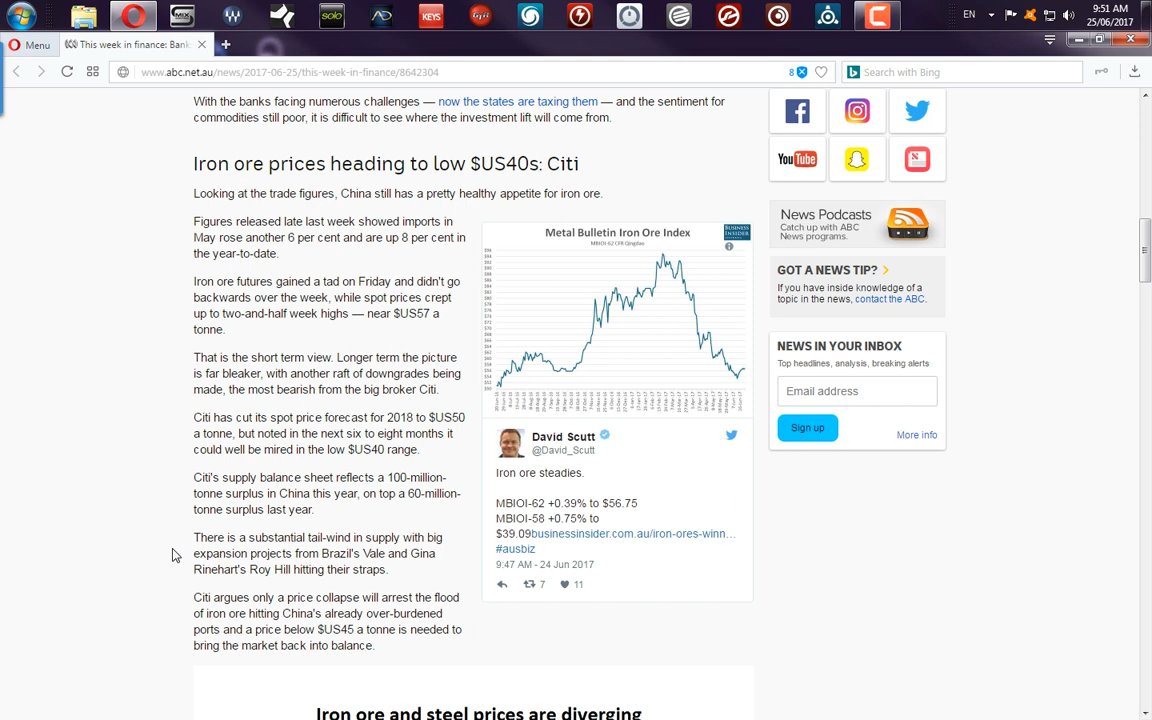 SOLO
AD
KEYS
EN
9:51 AM
25/06/2017
Menu
This week in finance: Bank
www.abc.net.au/news/2017-06-25/this-week-in-finance/8642304
8
Search with Bing
With the banks facing numerous challenges — now the states are taxing them — and the sentiment for
commodities still poor, it is difficult to see where the investment lift will come from.
Iron ore prices heading to low $US40s: Citi
Looking at the trade figures, China still has a pretty healthy appetite for iron ore.
Figures released late last week showed imports in
May rose another 6 per cent and are up 8 per cent in
the year-to-date.
Iron ore futures gained a tad on Friday and didn't go
backwards over the week, while spot prices crept
up to two-and-half week highs — near $US57 a
tonne.
That is the short term view. Longer term the picture
is far bleaker, with another raft of downgrades being
made, the most bearish from the big broker Citi.
Citi has cut its spot price forecast for 2018 to $US50
a tonne, but noted in the next six to eight months it
could well be mired in the low $US40 range.
Citi's supply balance sheet reflects a 100-million-
tonne surplus in China this year, on top a 60-million-
tonne surplus last year.
There is a substantial tail-wind in supply with big
expansion projects from Brazil's Vale and Gina
Rinehart's Roy Hill hitting their straps.
Citi argues only a price collapse will arrest the flood
of iron ore hitting China's already over-burdened
ports and a price below $US45 a tonne is needed to
bring the market back into balance.
Metal Bulletin Iron Ore Index
MBIOI-62 CFR Qingdao
BUSINESS
INSIDER
David Scutt
@David_Scutt
Iron ore steadies.
MBIOI-62 +0.39% to $56.75
MBIOI-58 +0.75% to
$39.09businessinsider.com.au/iron-ores-winn…
#ausbiz
9:47 AM - 24 Jun 2017
7
11
Iron ore and steel prices are diverging
YouTube
News Podcasts
Catch up with ABC
News programs.
GOT A NEWS TIP?
If you have inside knowledge of a
topic in the news, contact the ABC.
NEWS IN YOUR INBOX
Top headlines, analysis, breaking alerts
Email address
Sign up
More info